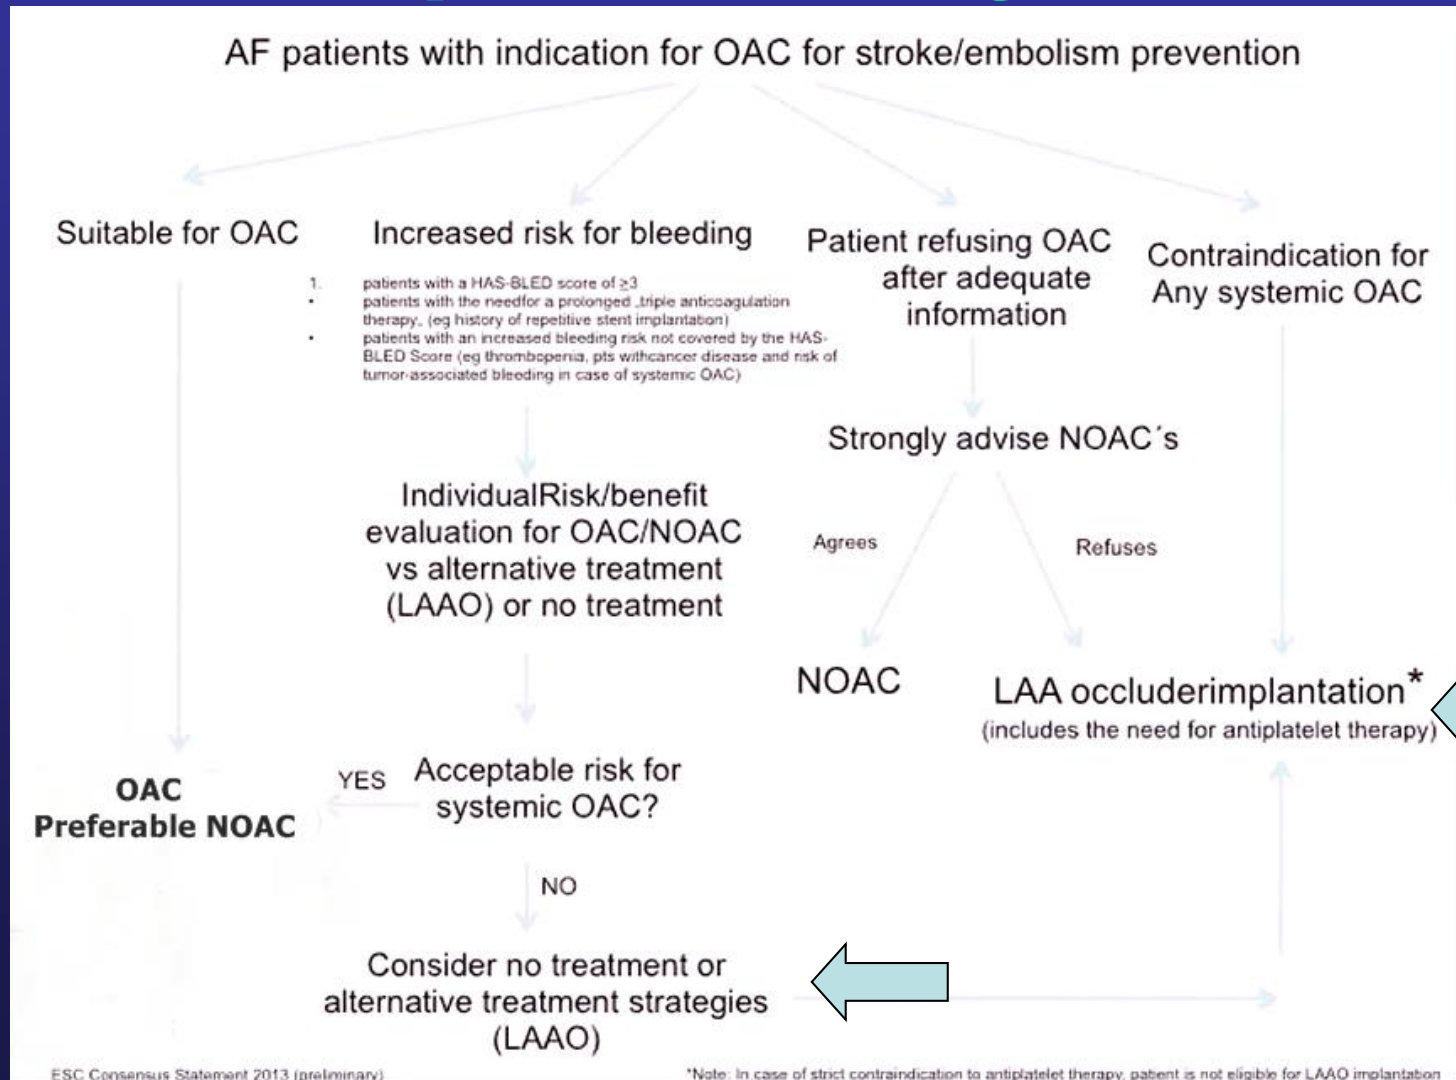 AF patients with indication for OAC for stroke/embolism prevention
Suitable for OAC
Increased risk for bleeding
1. patients with a HAS-BLED score of ≥3
• patients with the needfor a prolonged „triple anticoagulation
therapy„ (eg history of repetitive stent implantation)
• patients with an increased bleeding risk not covered by the HAS-
BLED Score (eg thrombopenia, pts withcancer disease and risk of
tumor-associated bleeding in case of systemic OAC)
Patient refusing OAC
after adequate
information
Contraindication for
Any systemic OAC
Strongly advise NOAC´s
IndividualRisk/benefit
evaluation for OAC/NOAC
vs alternative treatment
(LAAO) or no treatment
Agrees
Refuses
NOAC
LAA occluderimplantation*
(includes the need for antiplatelet therapy)
OAC
Preferable NOAC
YES
Acceptable risk for
systemic OAC?
NO
Consider no treatment or
alternative treatment strategies
(LAAO)
ESC Consensus Statement 2013 (preliminary)
*Note: In case of strict contraindication to antiplatelet therapy, patient is not eligible for LAAO implantation